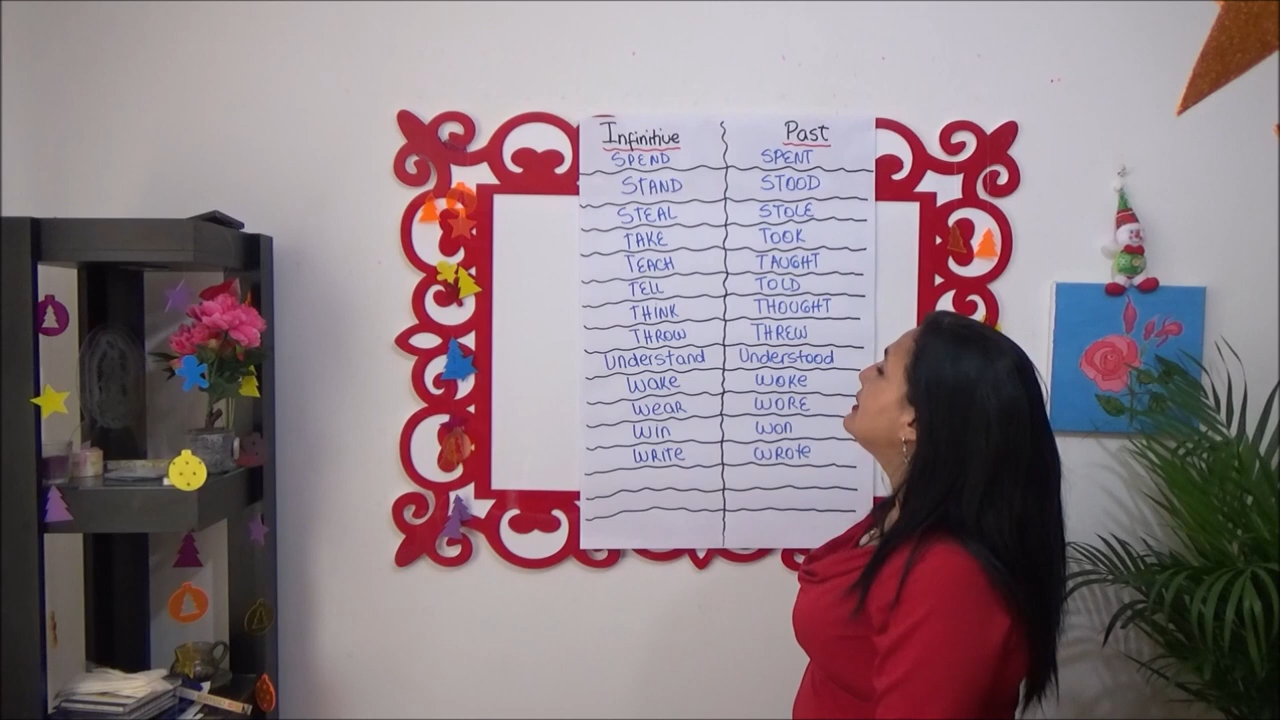 Infinitive Past
SPEND SPENT
STAND STOOD
STEAL STOLE
TAKE TOOK
TEACH TAUGHT
TELL TOLD
THINK THOUGHT
THROW THREW
Understand Understood
WAKE WOKE
WEAR WORE
WIN WON
WRITE WROTE